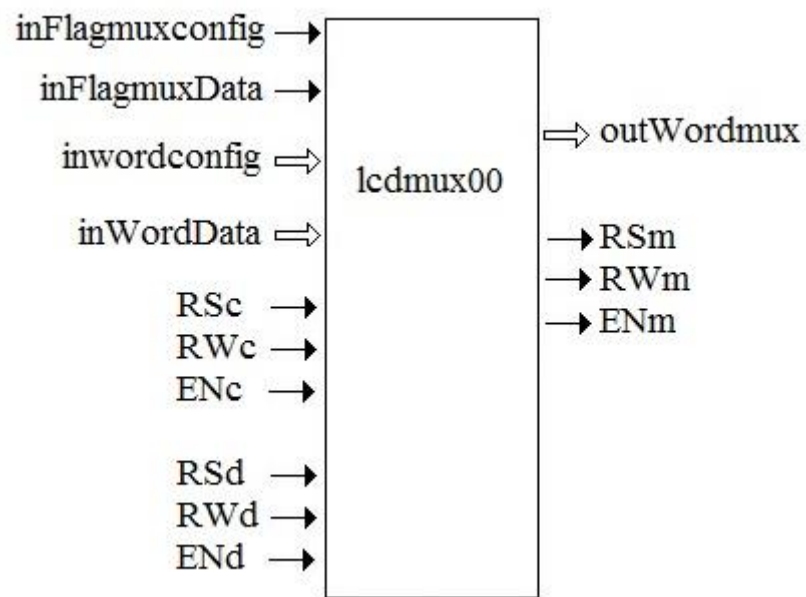 inFlagmuxconfig
inFlagmuxData
inwordconfig
inWordData
RSc
RWc
ENc
RSd
RWd
ENd
lcdmux00
outWordmux
RSm
RWm
ENm